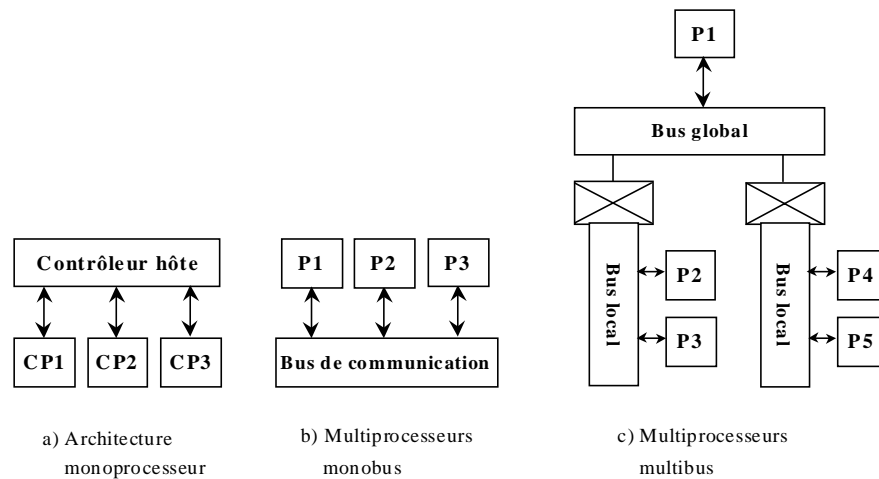 Contrôleur hôte
CP1
CP2
CP3
a) Architecture
monoprocesseur
P1
P2
P3
Bus de communication
b) Multiprocesseurs
monobus
P1
Bus global
Bus local
P2
P3
Bus local
P4
P5
c) Multiprocesseurs
multibus